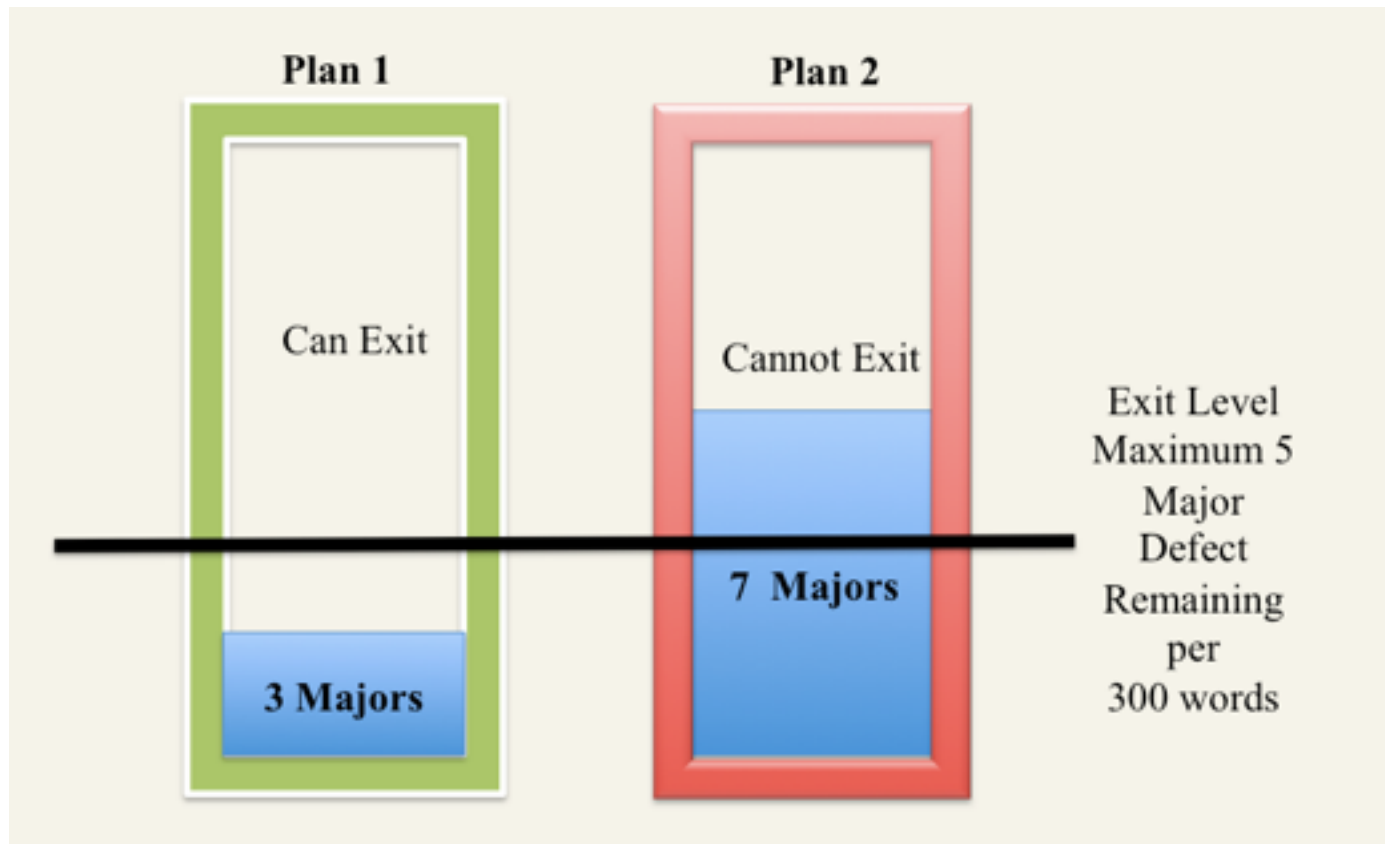 Plan 1
Plan 2
Can Exit
Cannot Exit
3 Majors
7 Majors
Exit Level
Maximum 5
Major
Defect
Remaining
per
300 words